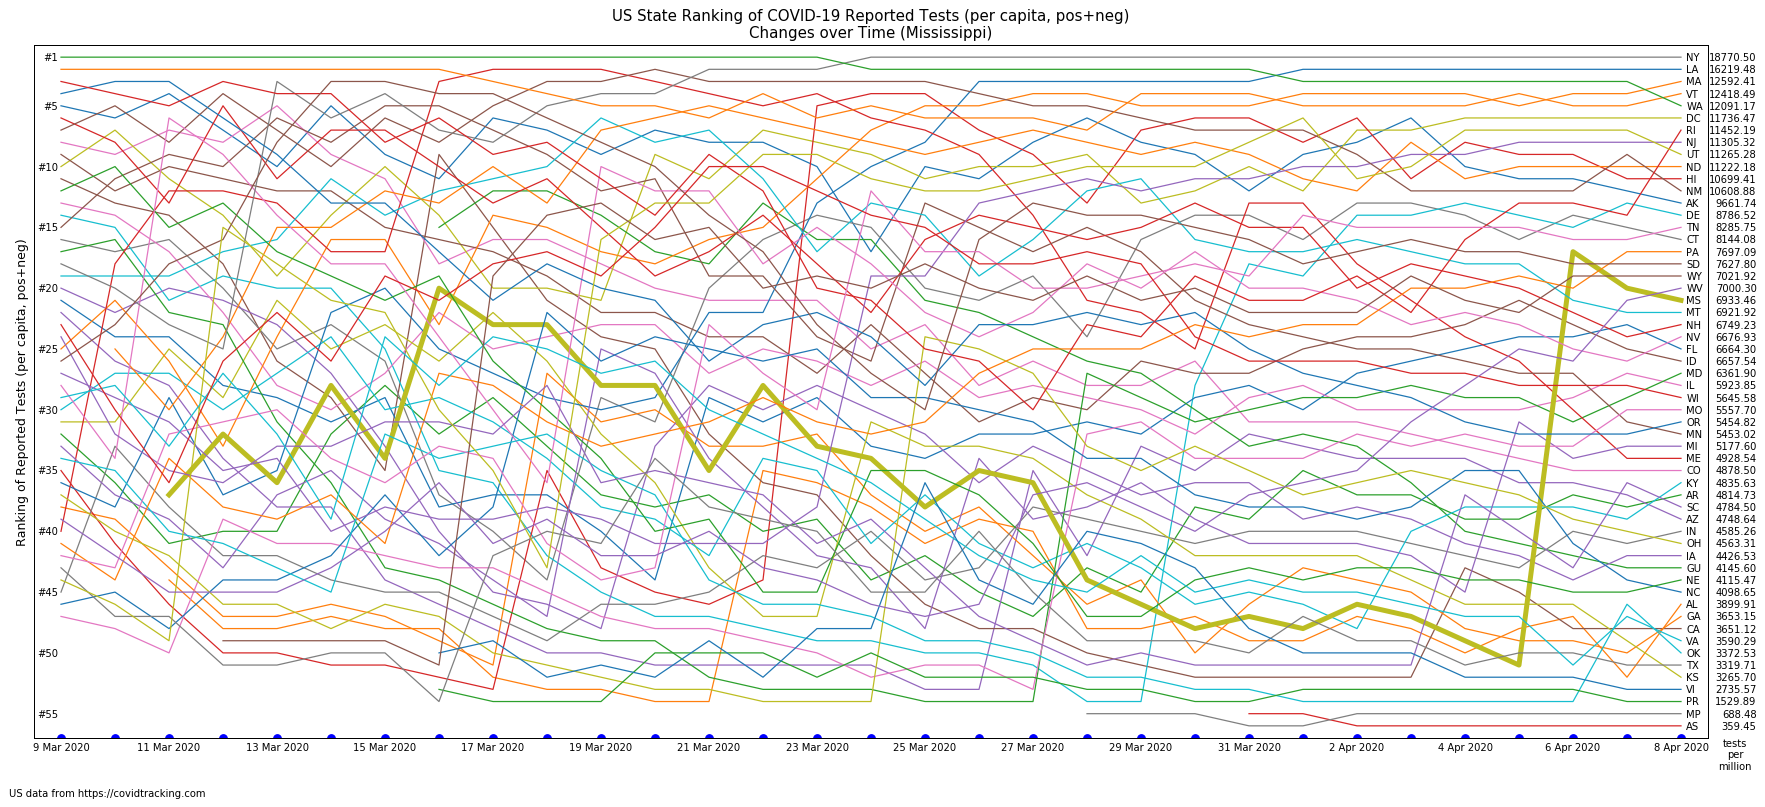 US State Ranking of COVID-19 Reported Tests (per capita, pos+neg)
Changes over Time (Mississippi)
Ranking of Reported Tests (per capita, pos+neg)
#1
#5
#10
#15
#20
#25
#30
#35
#40
#45
#50
#55
NY 18770.50
LA 16219.48
MA 12592.41
VT 12418.49
WA 12091.17
DC 11736.47
RI 11452.19
NJ 11305.32
UT 11265.28
ND 11222.18
HI 10699.41
NM 10608.88
AK 9661.74
DE 8786.52
TN 8285.75
CT 8144.08
PA 7697.09
SD 7627.80
WY 7021.92
WV 7000.30
MS 6933.46
MT 6921.92
NH 6749.23
NV 6676.93
FL 6664.30
ID 6657.54
MD 6361.90
IL 5923.85
WI 5645.58
MO 5557.70
OR 5454.82
MN 5453.02
MI 5177.60
ME 4928.54
CO 4878.50
KY 4835.63
AR 4814.73
SC 4784.50
AZ 4748.64
IN 4585.26
OH 4563.31
IA 4426.53
GU 4145.60
NE 4115.47
NC 4098.65
AL 3899.91
GA 3653.15
CA 3651.12
VA 3590.29
OK 3372.53
TX 3319.71
KS 3265.70
VI 2735.57
PR 1529.89
MP 688.48
AS 359.45
9 Mar 2020
11 Mar 2020
13 Mar 2020
15 Mar 2020
17 Mar 2020
19 Mar 2020
21 Mar 2020
23 Mar 2020
25 Mar 2020
27 Mar 2020
29 Mar 2020
31 Mar 2020
2 Apr 2020
4 Apr 2020
6 Apr 2020
8 Apr 2020
tests
per
million
US data from https://covidtracking.com